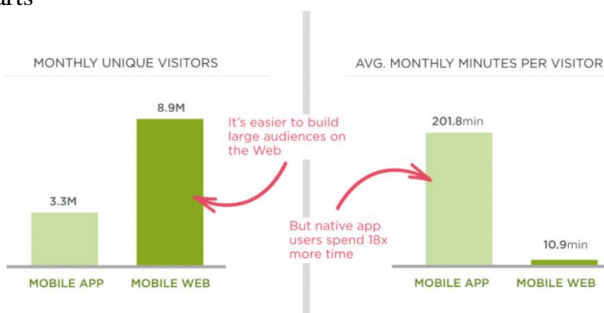 MONTHLY UNIQUE VISITORS
8.9M
3.3M
MOBILE APP MOBILE WEB
It's easier to build
large audiences on
the Web
But native app
users spend 18x
more time
AVG. MONTHLY MINUTES PER VISITOR
201.8min
10.9min
MOBILE APP MOBILE WEB